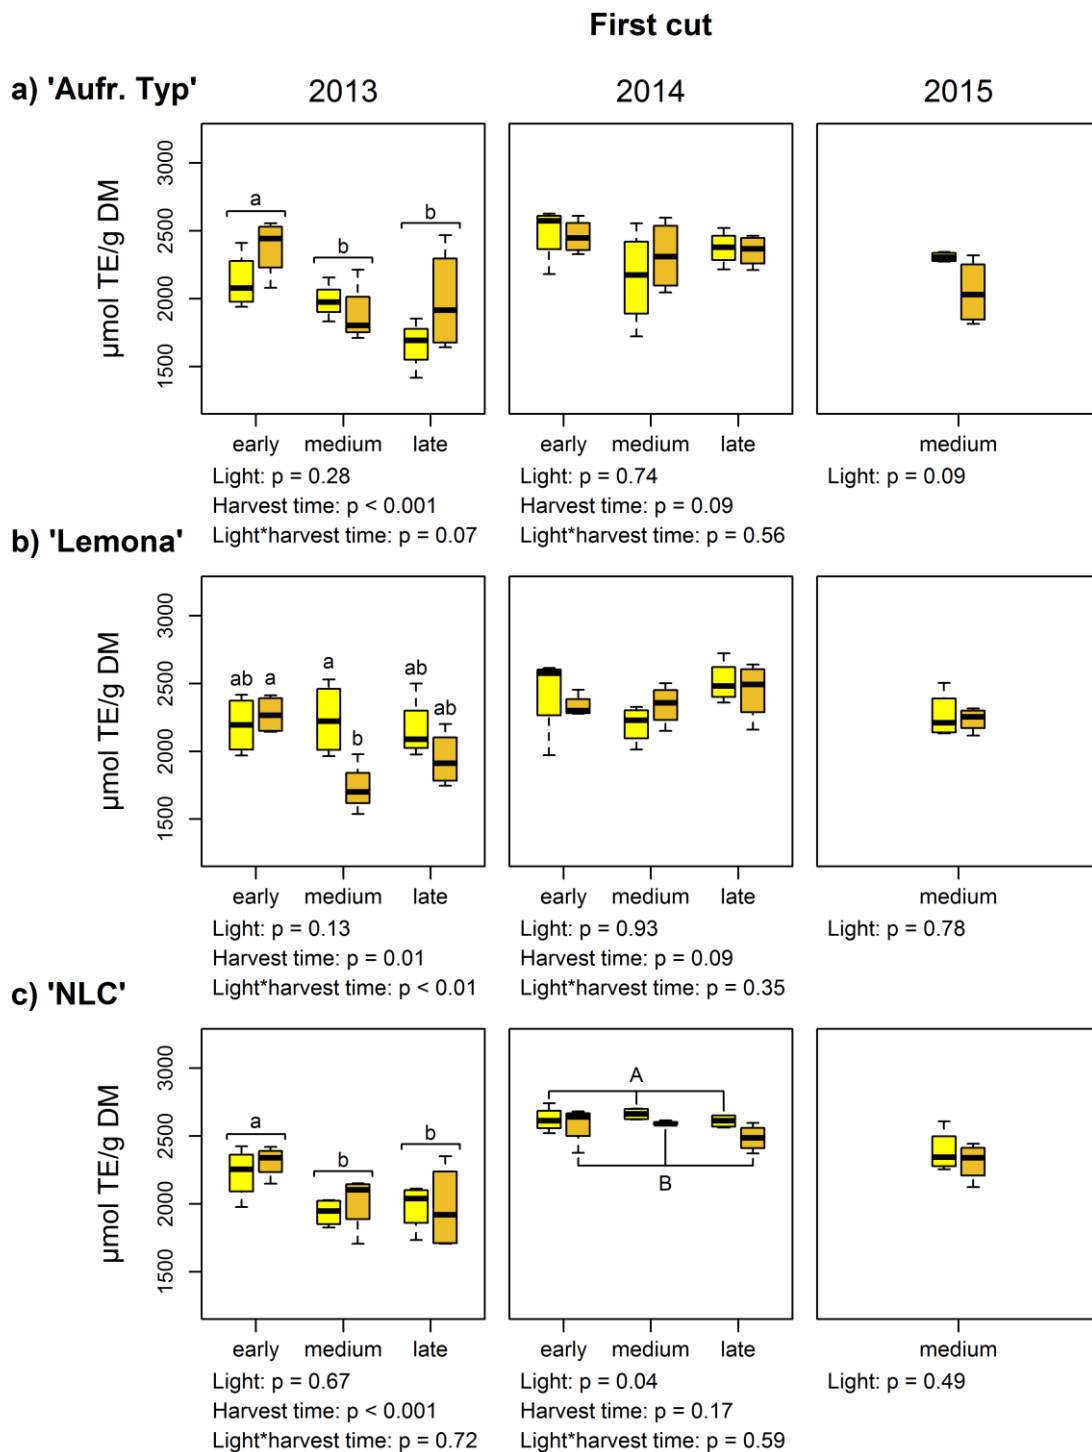 First cut
a) 'Aufr. Typ'
2013
2014
2015
µmol TE/g DM
3000
2500
2000
1500
a
b
b
early medium late
early medium late
medium
Light: p = 0.28
Harvest time: p < 0.001
Light*harvest time: p = 0.07
Light: p = 0.74
Harvest time: p = 0.09
Light*harvest time: p = 0.56
Light: p = 0.09
b) 'Lemona'
µmol TE/g DM
3000
2500
2000
1500
ab a a b ab ab
early medium late
early medium late
medium
Light: p = 0.13
Harvest time: p = 0.01
Light*harvest time: p < 0.01
Light: p = 0.93
Harvest time: p = 0.09
Light*harvest time: p = 0.35
Light: p = 0.78
c) 'NLC'
µmol TE/g DM
3000
2500
2000
1500
a
b
b
A
B
early medium late
early medium late
medium
Light: p = 0.67
Harvest time: p < 0.001
Light*harvest time: p = 0.72
Light: p = 0.04
Harvest time: p = 0.17
Light*harvest time: p = 0.59
Light: p = 0.49